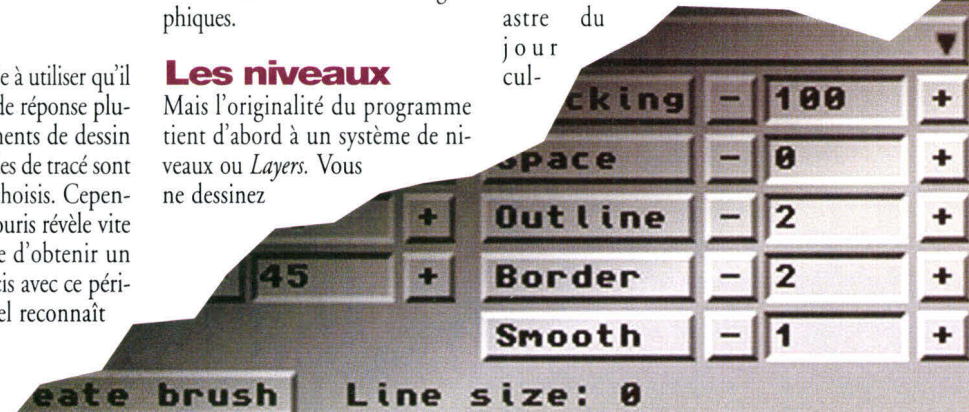 e à utiliser qu'il
de réponse plu-
ments de dessin
es de tracé sont
hoisis. Cepen-
ouris révèle vite
e d'obtenir un
cis avec ce péri-
el reconnaît
phiques.
Les niveaux
Mais l'originalité du programme
tient d'abord à un système de ni-
veaux ou Layers. Vous
ne dessinez
astre du
jour
cul-
cking - 100 +
Space - 0 +
+ Outline - 2 +
45 + Border - 2 +
Smooth - 1 +
eate brush Line size: 0